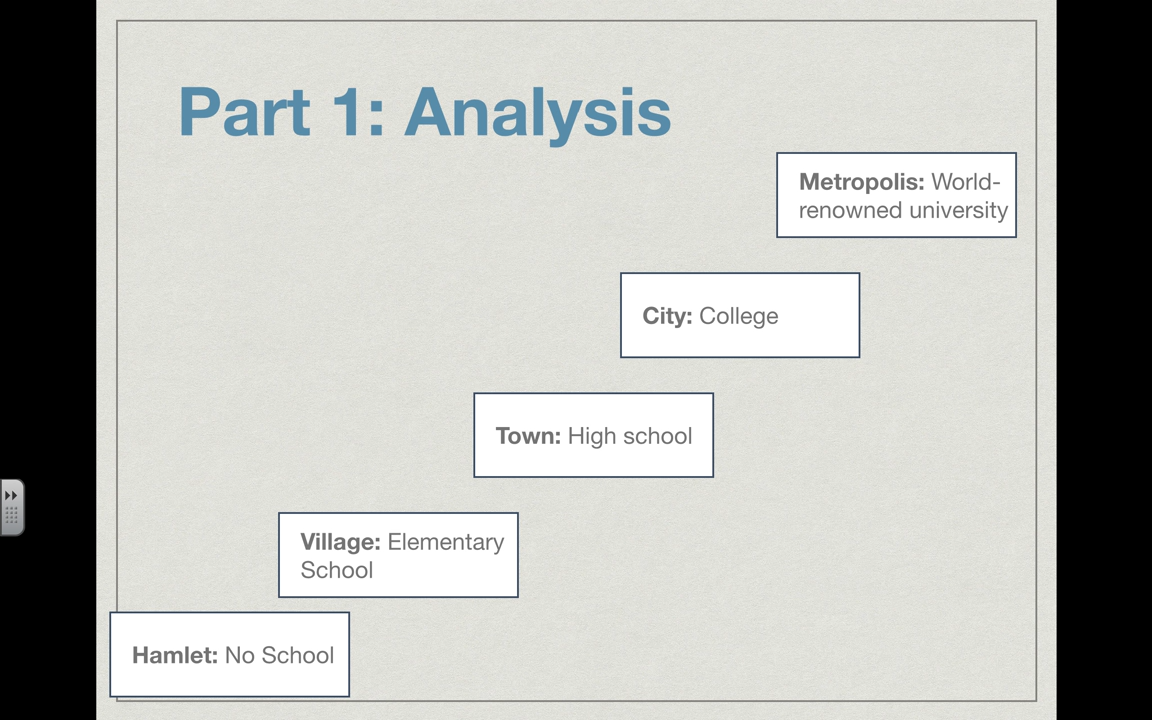 Part 1: Analysis
Metropolis: World-
renowned university
City: College
Town: High school
Village: Elementary
School
Hamlet: No School